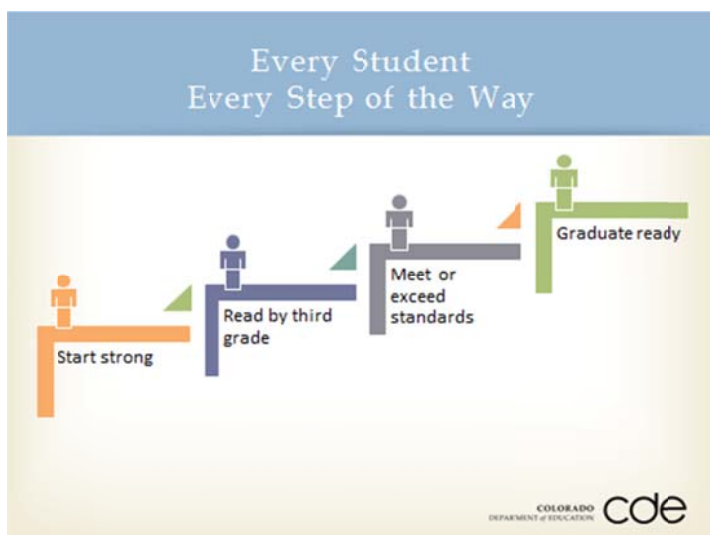 Every Student
Every Step of the Way
Start strong
Read by third
grade
Meet or
exceed
standards
Graduate ready
COLORADO
DEPARTMENT of EDUCATION
cde